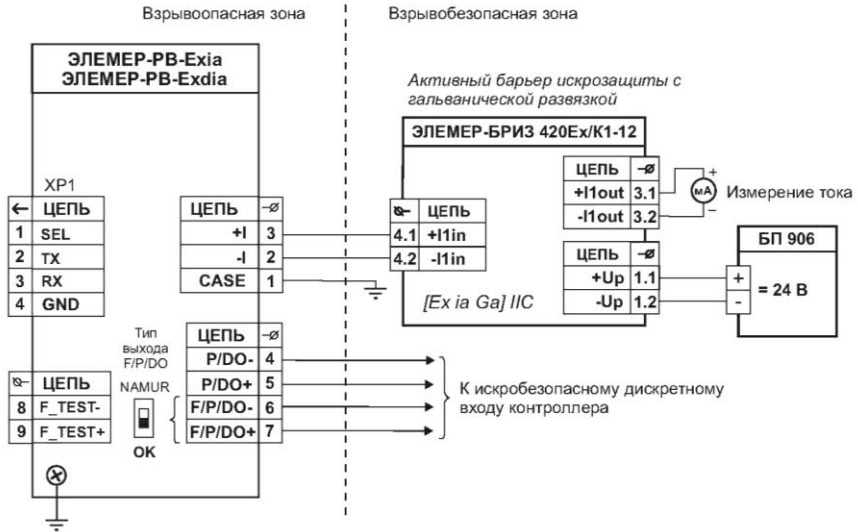 Взрывоопасная зона
Взрывобезопасная зона
ЭЛЕМЕР-РВ-Exia
ЭЛЕМЕР-РВ-Exdia
Активный барьер искрозащиты с
гальванической развязкой
ЭЛЕМЕР-БРИЗ 420Ex/К1-12
XP1
ЦЕПЬ
1 SEL
2 TX
3 RX
4 GND
ЦЕПЬ
+I 3
-I 2
CASE 1
ЦЕПЬ
4.1 +I1in
4.2 -I1in
ЦЕПЬ
+I1out 3.1
-I1out 3.2
+
мА
−
Измерение тока
ЦЕПЬ
+Up 1.1
-Up 1.2
[Ex ia Ga] IIC
БП 906
+
-
= 24 В
Тип
выхода
F/P/DO
NAMUR
ОК
ЦЕПЬ
8 F_TEST-
9 F_TEST+
ЦЕПЬ
P/DO- 4
P/DO+ 5
F/P/DO- 6
F/P/DO+ 7
К искробезопасному дискретному
входу контроллера